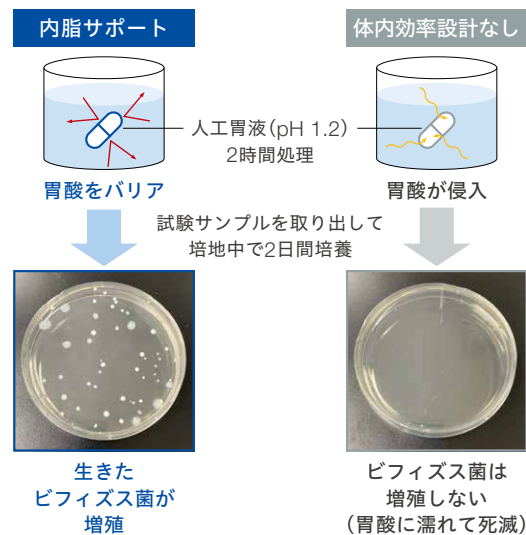 内脂サポート
体内効率設計なし
人工胃液(pH 1.2)
2時間処理
胃酸をバリア
胃酸が侵入
試験サンプルを取り出して
培地中で2日間培養
生きた
ビフィズス菌が
増殖
ビフィズス菌は
増殖しない
(胃酸に濡れて死滅)